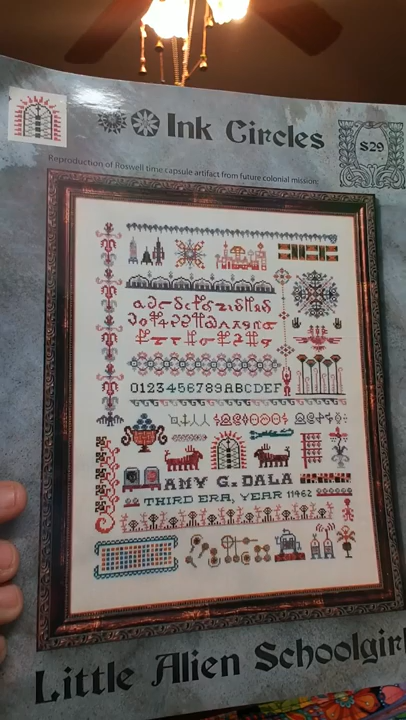 Ink Circles
$29
Reproduction of Roswell time capsule artifact from future colonial mission
0123456789ABCDEF
AMY G. DALA
THIRD ERA, YEAR 11462
Little Alien Schoolgirl